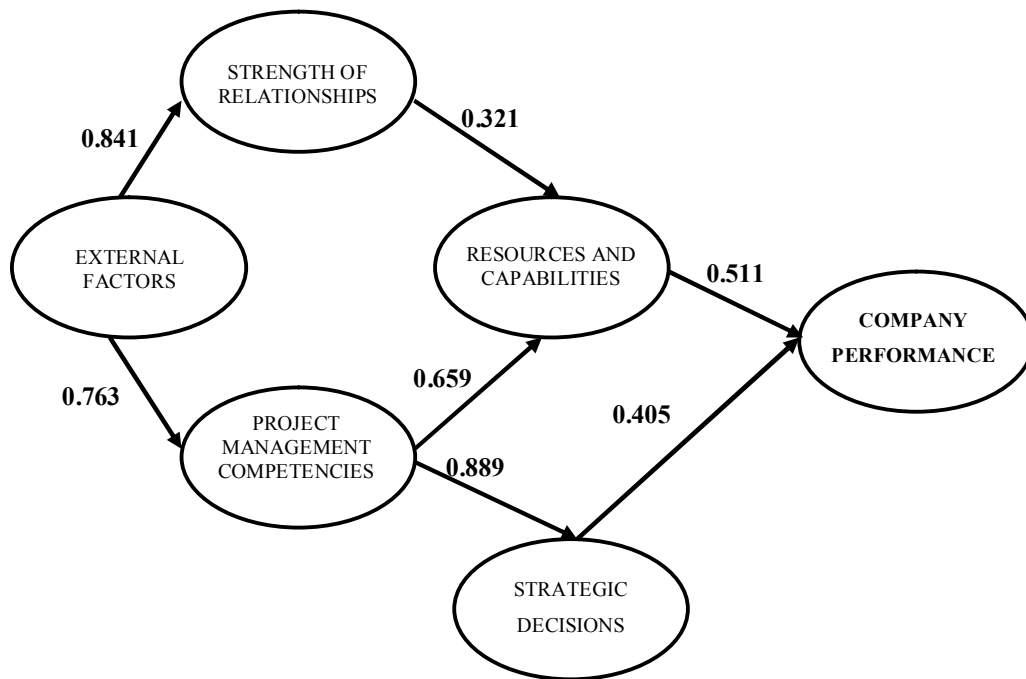 STRENGTH OF
RELATIONSHIPS
0.841
0.321
EXTERNAL
FACTORS
RESOURCES AND
CAPABILITIES
0.511
COMPANY
PERFORMANCE
0.763
0.659
0.405
PROJECT
MANAGEMENT
COMPETENCIES
0.889
STRATEGIC
DECISIONS